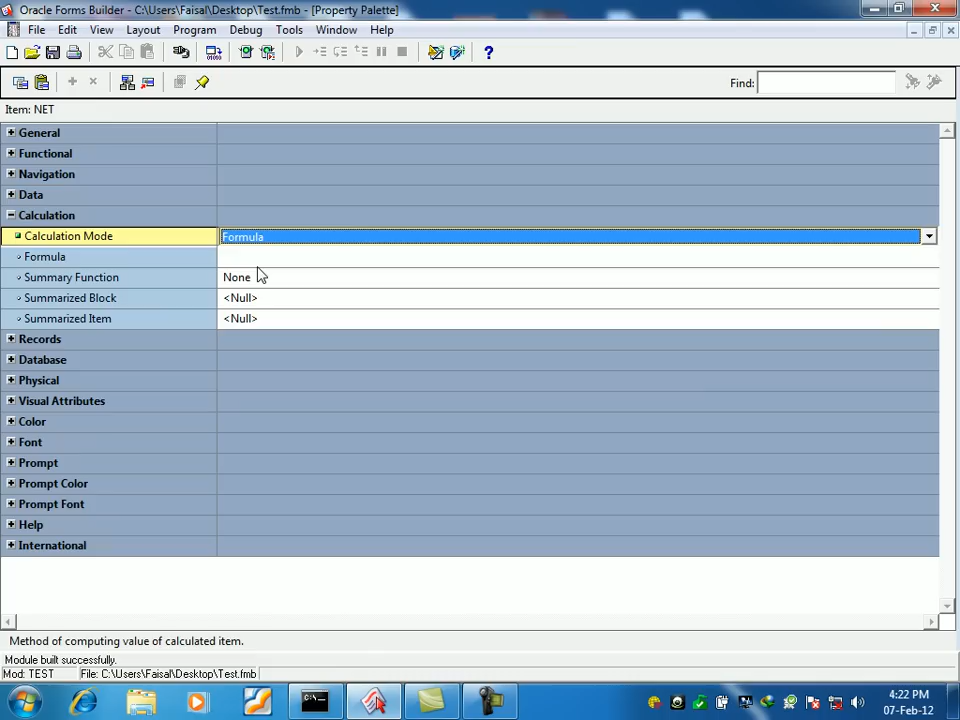 Oracle Forms Builder - C:\Users\Faisal\Desktop\Test.fmb - [Property Palette]
File Edit View Layout Program Debug Tools Window Help
Find:
Item: NET
General
Functional
Navigation
Data
Calculation
Calculation Mode Formula
Formula
Summary Function None
Summarized Block <Null>
Summarized Item <Null>
Records
Database
Physical
Visual Attributes
Color
Font
Prompt
Prompt Color
Prompt Font
Help
International
Method of computing value of calculated item.
Module built successfully.
Mod: TEST File: C:\Users\Faisal\Desktop\Test.fmb
4:22 PM
07-Feb-12